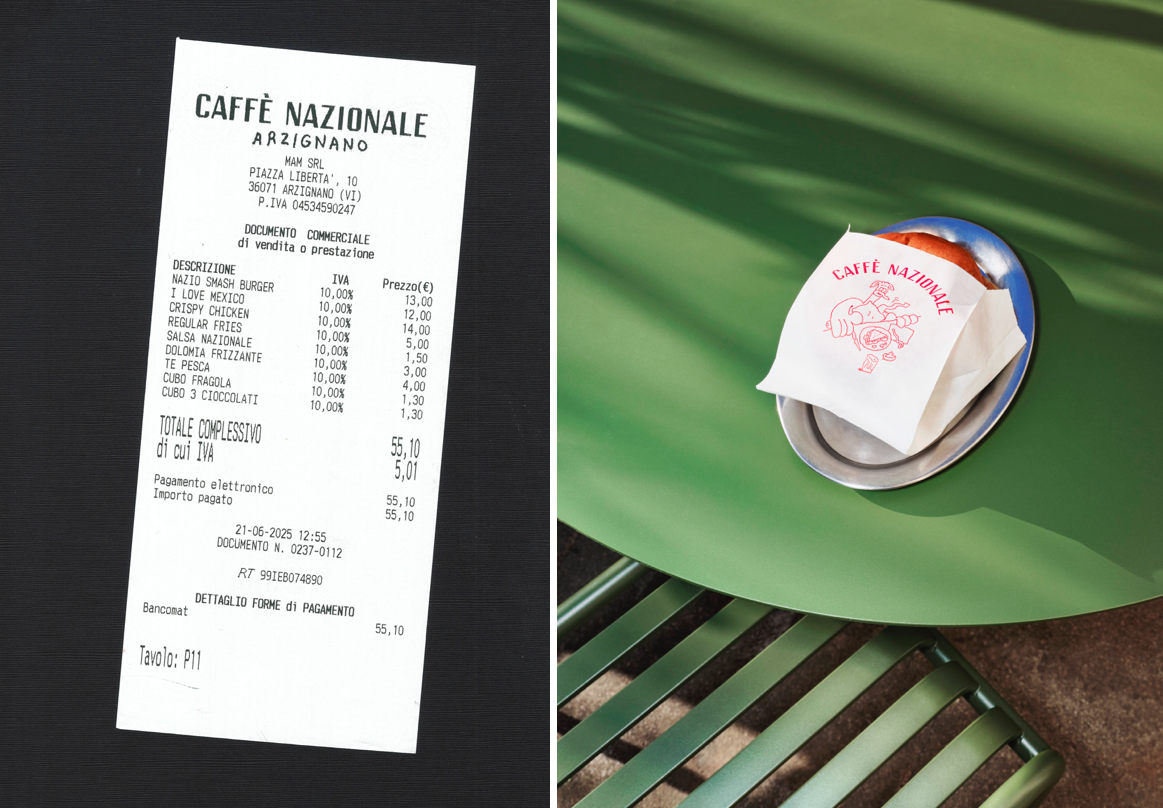 CAFFÈ NAZIONALE
ARZIGNANO
MAM SRL
PIAZZA LIBERTA', 10
36071 ARZIGNANO (VI)
P.IVA 04534590247
DOCUMENTO COMMERCIALE
di vendita o prestazione
DESCRIZIONE IVA Prezzo(€)
NAZIO SMASH BURGER 10,00% 13,00
I LOVE MEXICO 10,00% 12,00
CRISPY CHICKEN 10,00% 14,00
REGULAR FRIES 10,00% 5,00
SALSA NAZIONALE 10,00% 1,50
DOLOMIA FRIZZANTE 10,00% 3,00
TE PESCA 10,00% 4,00
CUBO FRAGOLA 10,00% 1,30
CUBO 3 CIOCCOLATI 10,00% 1,30
TOTALE COMPLESSIVO 55,10
di cui IVA 5,01
Pagamento elettronico 55,10
Importo pagato 55,10
21-06-2025 12:55
DOCUMENTO N. 0237-0112
RT 99IEB074890
DETTAGLIO FORME di PAGAMENTO
Bancomat 55,10
Tavolo: P11
CAFFÈ NAZIONALE